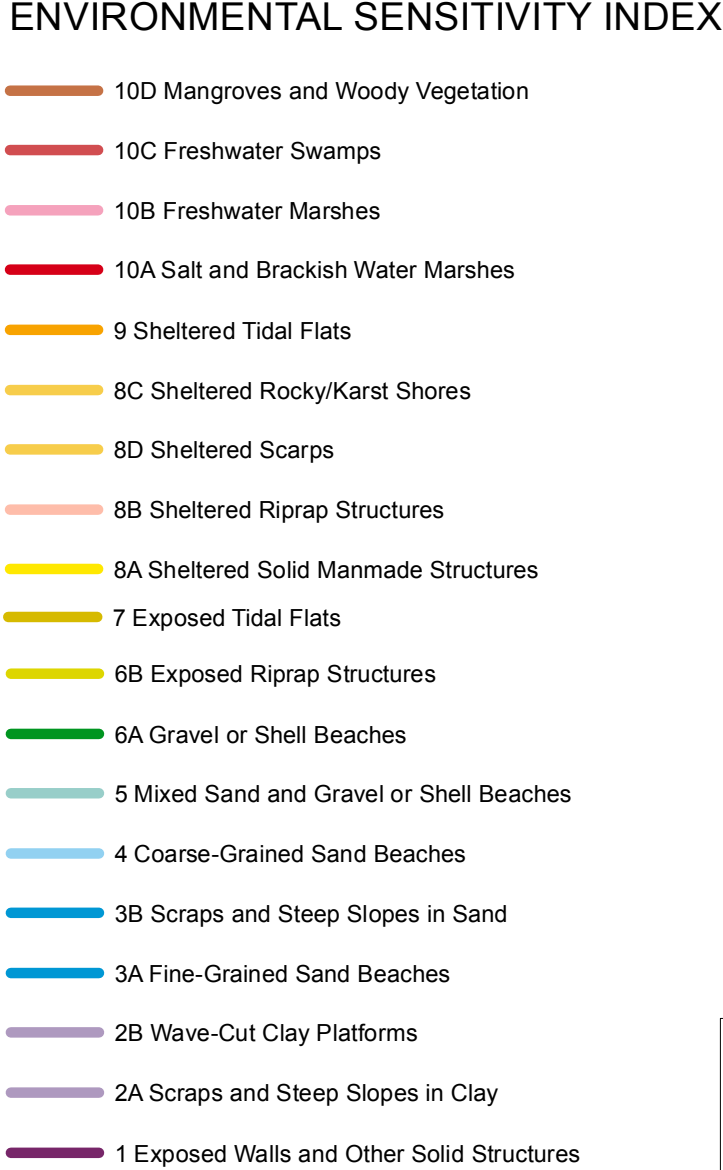 ENVIRONMENTAL SENSITIVITY INDEX
10D Mangroves and Woody Vegetation
10C Freshwater Swamps
10B Freshwater Marshes
10A Salt and Brackish Water Marshes
9 Sheltered Tidal Flats
8C Sheltered Rocky/Karst Shores
8D Sheltered Scarps
8B Sheltered Riprap Structures
8A Sheltered Solid Manmade Structures
7 Exposed Tidal Flats
6B Exposed Riprap Structures
6A Gravel or Shell Beaches
5 Mixed Sand and Gravel or Shell Beaches
4 Coarse-Grained Sand Beaches
3B Scraps and Steep Slopes in Sand
3A Fine-Grained Sand Beaches
2B Wave-Cut Clay Platforms
2A Scraps and Steep Slopes in Clay
1 Exposed Walls and Other Solid Structures